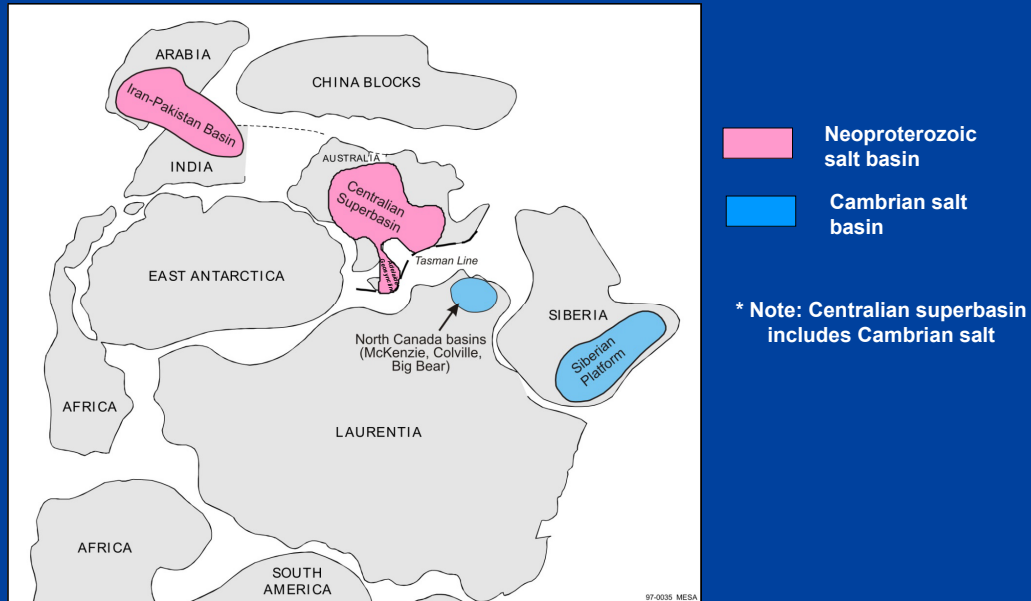 ARABIA
Iran-Pakistan Basin
CHINA BLOCKS
INDIA
AUSTRALIA
Centralian
Superbasin
Tasman Line
EAST ANTARCTICA
North Canada basins
(McKenzie, Colville,
Big Bear)
SIBERIA
Siberian
Platform
AFRICA
LAURENTIA
AFRICA
SOUTH
AMERICA
97-0035 MESA
Neoproterozoic
salt basin
Cambrian salt
basin
* Note: Centralian superbasin
includes Cambrian salt